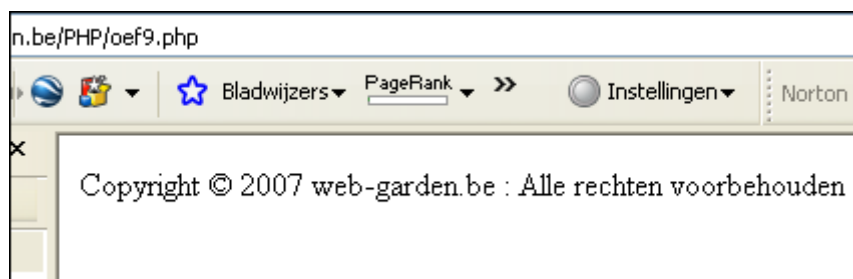 n.be/PHP/oef9.php
Bladwijzers PageRank Instellingen Norton
Copyright © 2007 web-garden.be : Alle rechten voorbehouden